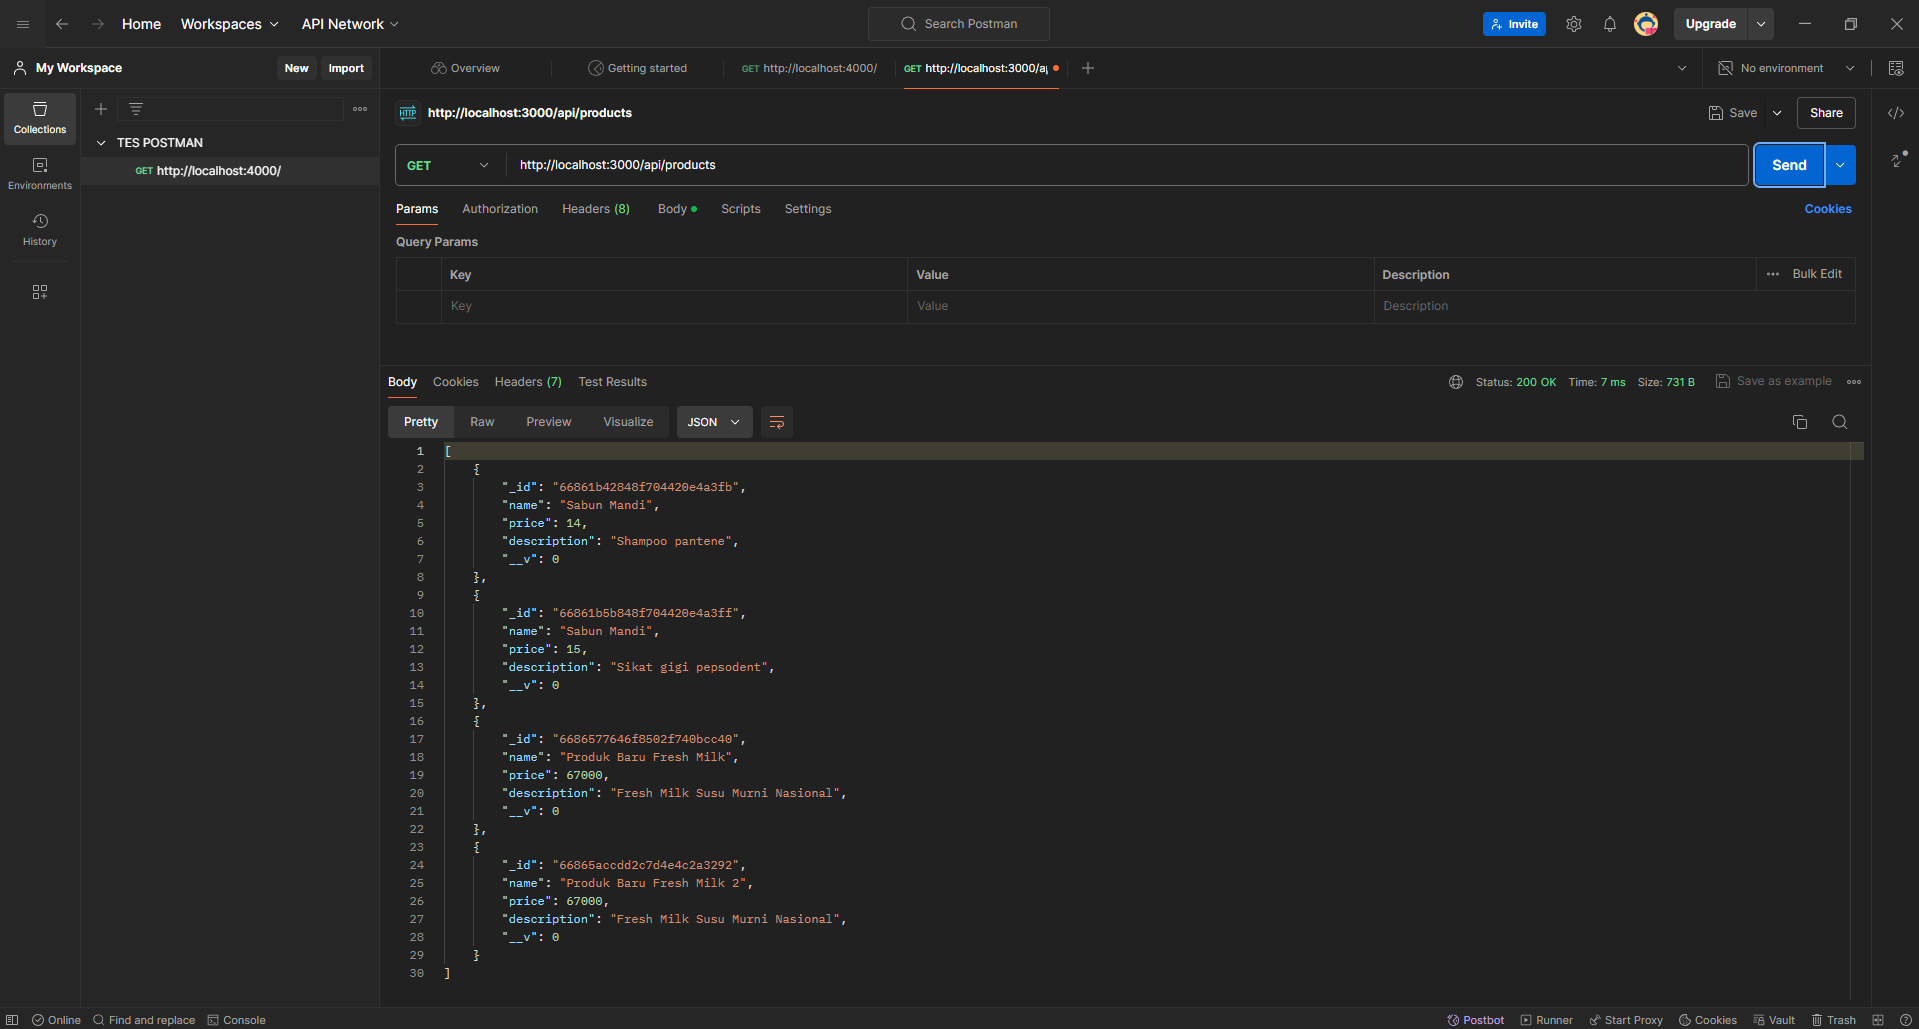 Home
Workspaces
API Network
Search Postman
Invite
Upgrade
My Workspace
New
Import
Overview
Getting started
GET http://localhost:4000/
GET http://localhost:3000/a
No environment
Collections
Environments
History
TES POSTMAN
GET http://localhost:4000/
HTTP http://localhost:3000/api/products
Save
Share
GET
http://localhost:3000/api/products
Send
Params
Authorization
Headers (8)
Body
Scripts
Settings
Cookies
Query Params
Key
Value
Description
Bulk Edit
Key
Value
Description
Body
Cookies
Headers (7)
Test Results
Status: 200 OK
Time: 7 ms
Size: 731 B
Save as example
Pretty
Raw
Preview
Visualize
JSON
1 [
2 {
3 "_id": "66861b42848f704420e4a3fb",
4 "name": "Sabun Mandi",
5 "price": 14,
6 "description": "Shampoo pantene",
7 "__v": 0
8 },
9 {
10 "_id": "66861b5b848f704420e4a3ff",
11 "name": "Sabun Mandi",
12 "price": 15,
13 "description": "Sikat gigi pepsodent",
14 "__v": 0
15 },
16 {
17 "_id": "6686577646f8502f740bcc40",
18 "name": "Produk Baru Fresh Milk",
19 "price": 67000,
20 "description": "Fresh Milk Susu Murni Nasional",
21 "__v": 0
22 },
23 {
24 "_id": "66865accdd2c7d4e4c2a3292",
25 "name": "Produk Baru Fresh Milk 2",
26 "price": 67000,
27 "description": "Fresh Milk Susu Murni Nasional",
28 "__v": 0
29 }
30 ]
Online
Find and replace
Console
Postbot
Runner
Start Proxy
Cookies
Vault
Trash